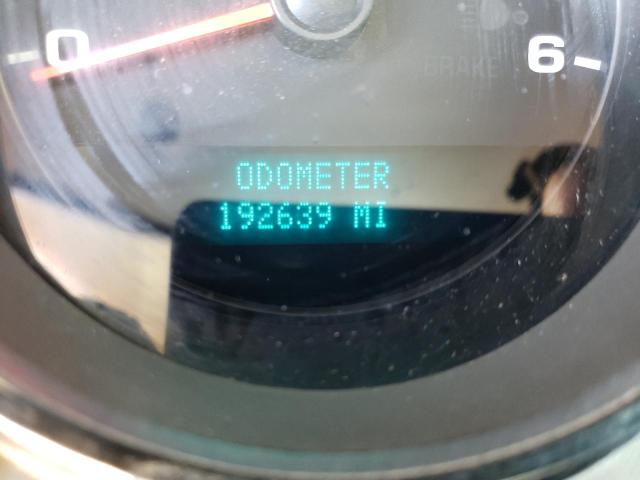 0 6
BRAKE
ODOMETER
192639 MI